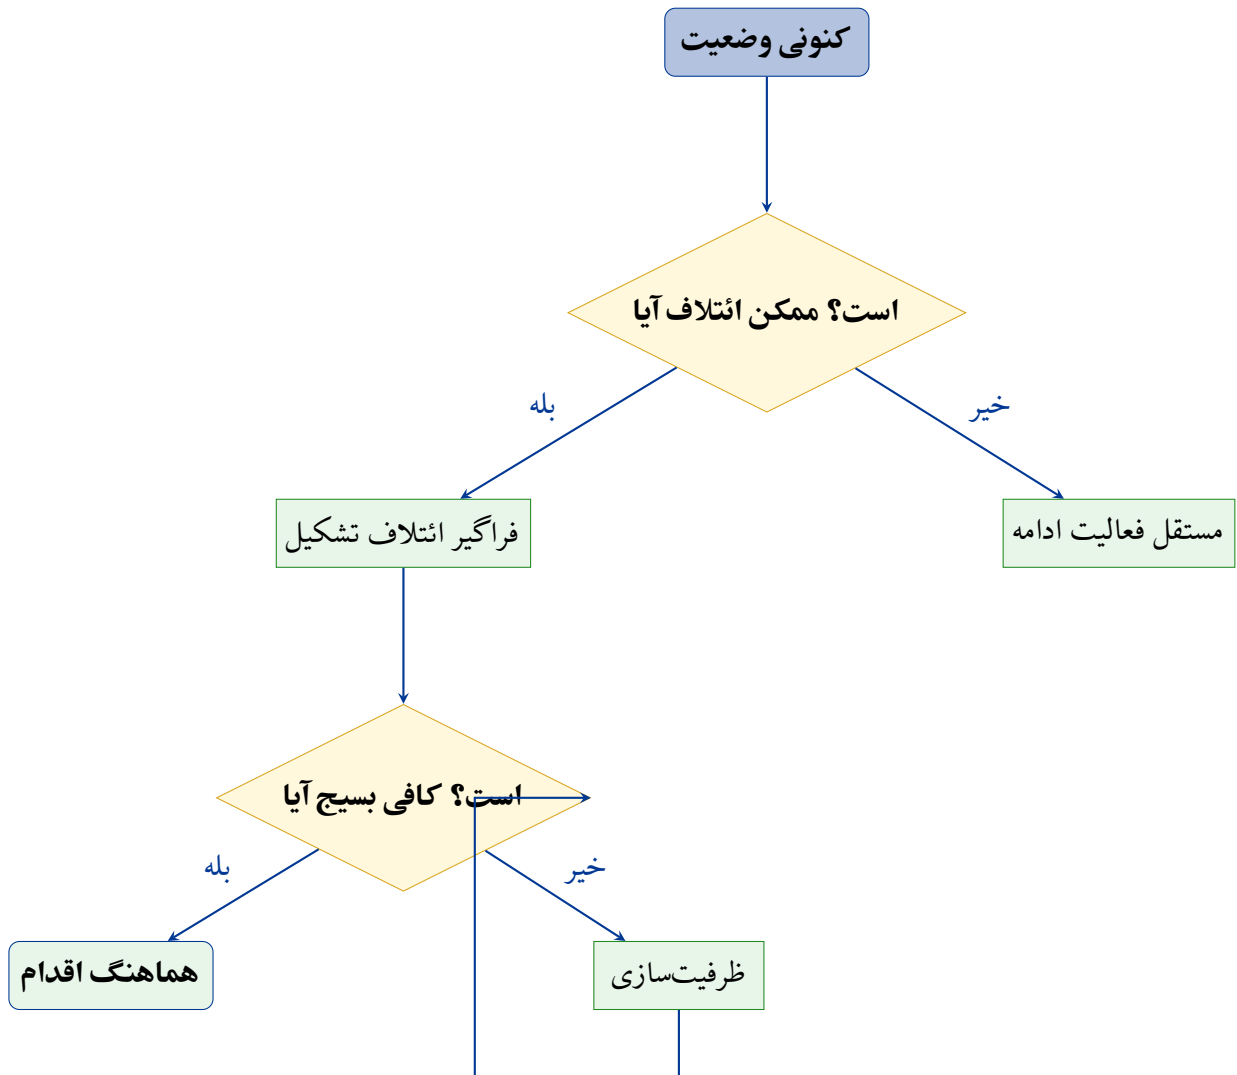 کنونی وضعیت
است؟ ممکن ائتلاف آیا
خیر
بله
مستقل فعالیت ادامه
فراگیر ائتلاف تشکیل
است؟ کافی بسیج آیا
خیر
بله
ظرفیت‌سازی
هماهنگ اقدام